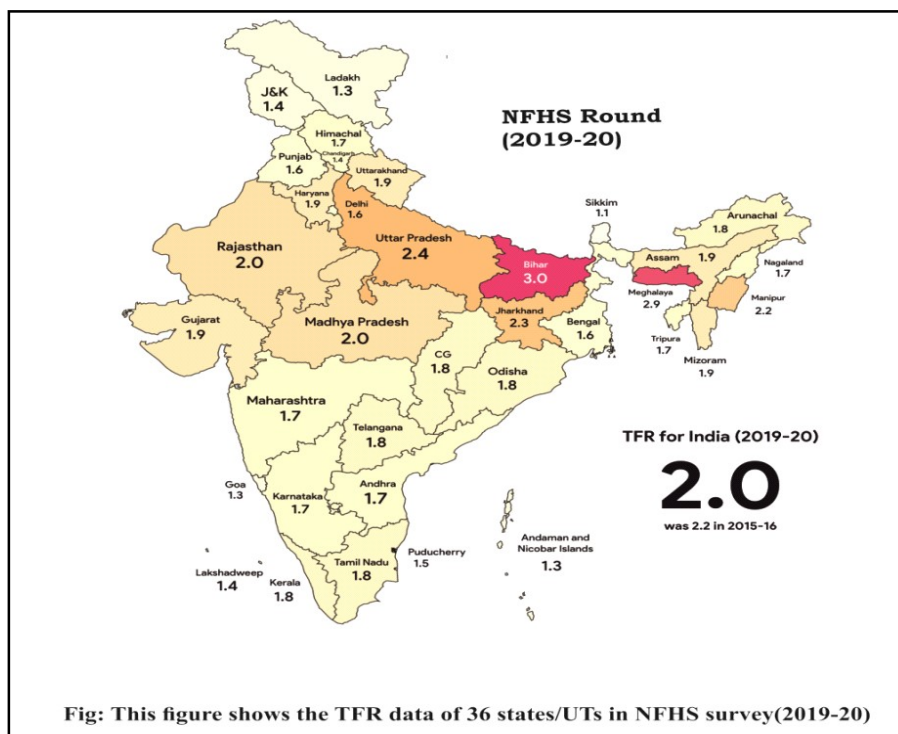 NFHS Round
(2019-20)
Ladakh
1.3
J&K
1.4
Himachal
1.7
Chandigarh
1.4
Punjab
1.6
Uttarakhand
1.9
Haryana
1.9
Delhi
1.6
Sikkim
1.1
Arunachal
1.8
Rajasthan
2.0
Uttar Pradesh
2.4
Bihar
3.0
Assam
1.9
Nagaland
1.7
Meghalaya
2.9
Manipur
2.2
Gujarat
1.9
Madhya Pradesh
2.0
Jharkhand
2.3
Bengal
1.6
Tripura
1.7
Mizoram
1.9
CG
1.8
Odisha
1.8
Maharashtra
1.7
Telangana
1.8
TFR for India (2019-20)
2.0
was 2.2 in 2015-16
Goa
1.3
Karnataka
1.7
Andhra
1.7
Andaman and
Nicobar Islands
1.3
Puducherry
1.5
Lakshadweep
1.4
Kerala
1.8
Tamil Nadu
1.8
Fig: This figure shows the TFR data of 36 states/UTs in NFHS survey(2019-20)